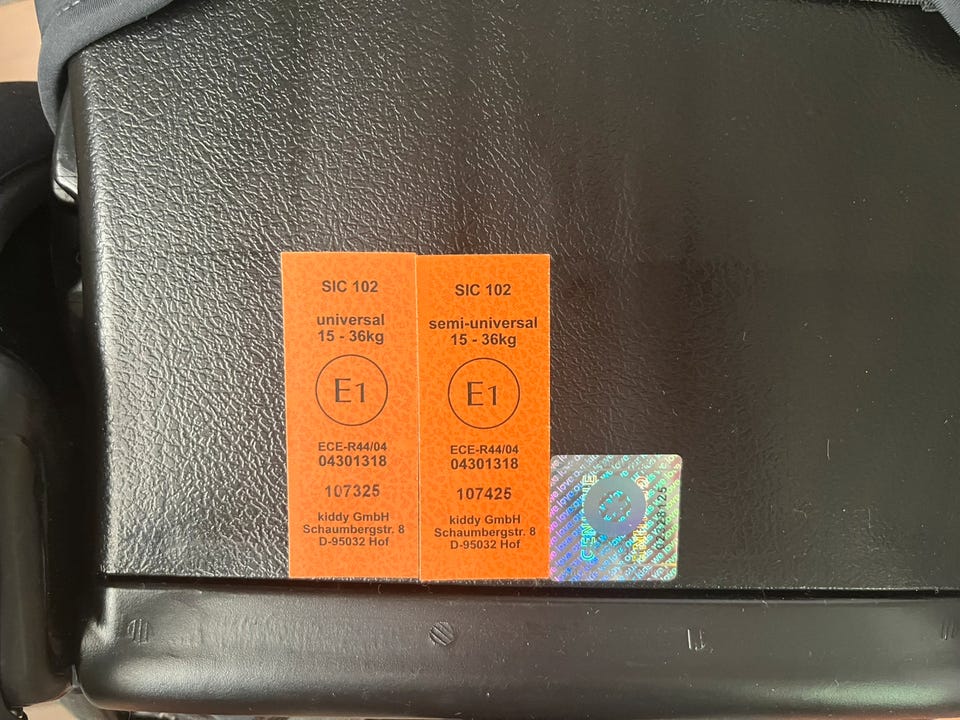 SIC 102
universal
15 - 36kg
E1
ECE-R44/04
04301318
107325
kiddy GmbH
Schaumbergstr. 8
D-95032 Hof
SIC 102
semi-universal
15 - 36kg
E1
ECE-R44/04
04301318
107425
kiddy GmbH
Schaumbergstr. 8
D-95032 Hof